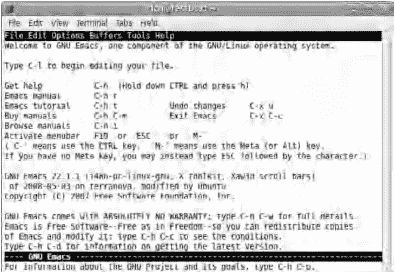 File Edit View Terminal Tabs Help
File Edit Options Buffers Tools Help
Welcome to GNU Emacs, one component of the GNU/Linux operating system.
Type C-l to begin editing your file.
Get help C-h (Hold down CTRL and press h)
Emacs manual C-h r
Emacs tutorial C-h t Undo changes C-x u
Buy manuals C-h C-m Exit Emacs C-x C-c
Browse manuals C-h i
Activate menubar F10 or ESC ` or M-`
(`C-' means use the CTRL key. `M-' means use the Meta (or Alt) key.
If you have no Meta key, you may instead type ESC followed by the character.)
GNU Emacs 22.1.1 (i486-pc-linux-gnu, X toolkit, Xaw3d scroll bars)
of 2008-05-03 on terranova, modified by Ubuntu
Copyright (C) 2007 Free Software Foundation, Inc.
GNU Emacs comes with ABSOLUTELY NO WARRANTY; type C-h C-w for full details.
Emacs is Free Software--Free as in Freedom--so you can redistribute copies
of Emacs and modify it; type C-h C-c to see the conditions.
Type C-h C-d for information on getting the latest version.
---- GNU Emacs
For information about the GNU Project and its goals, type C-h C-p.